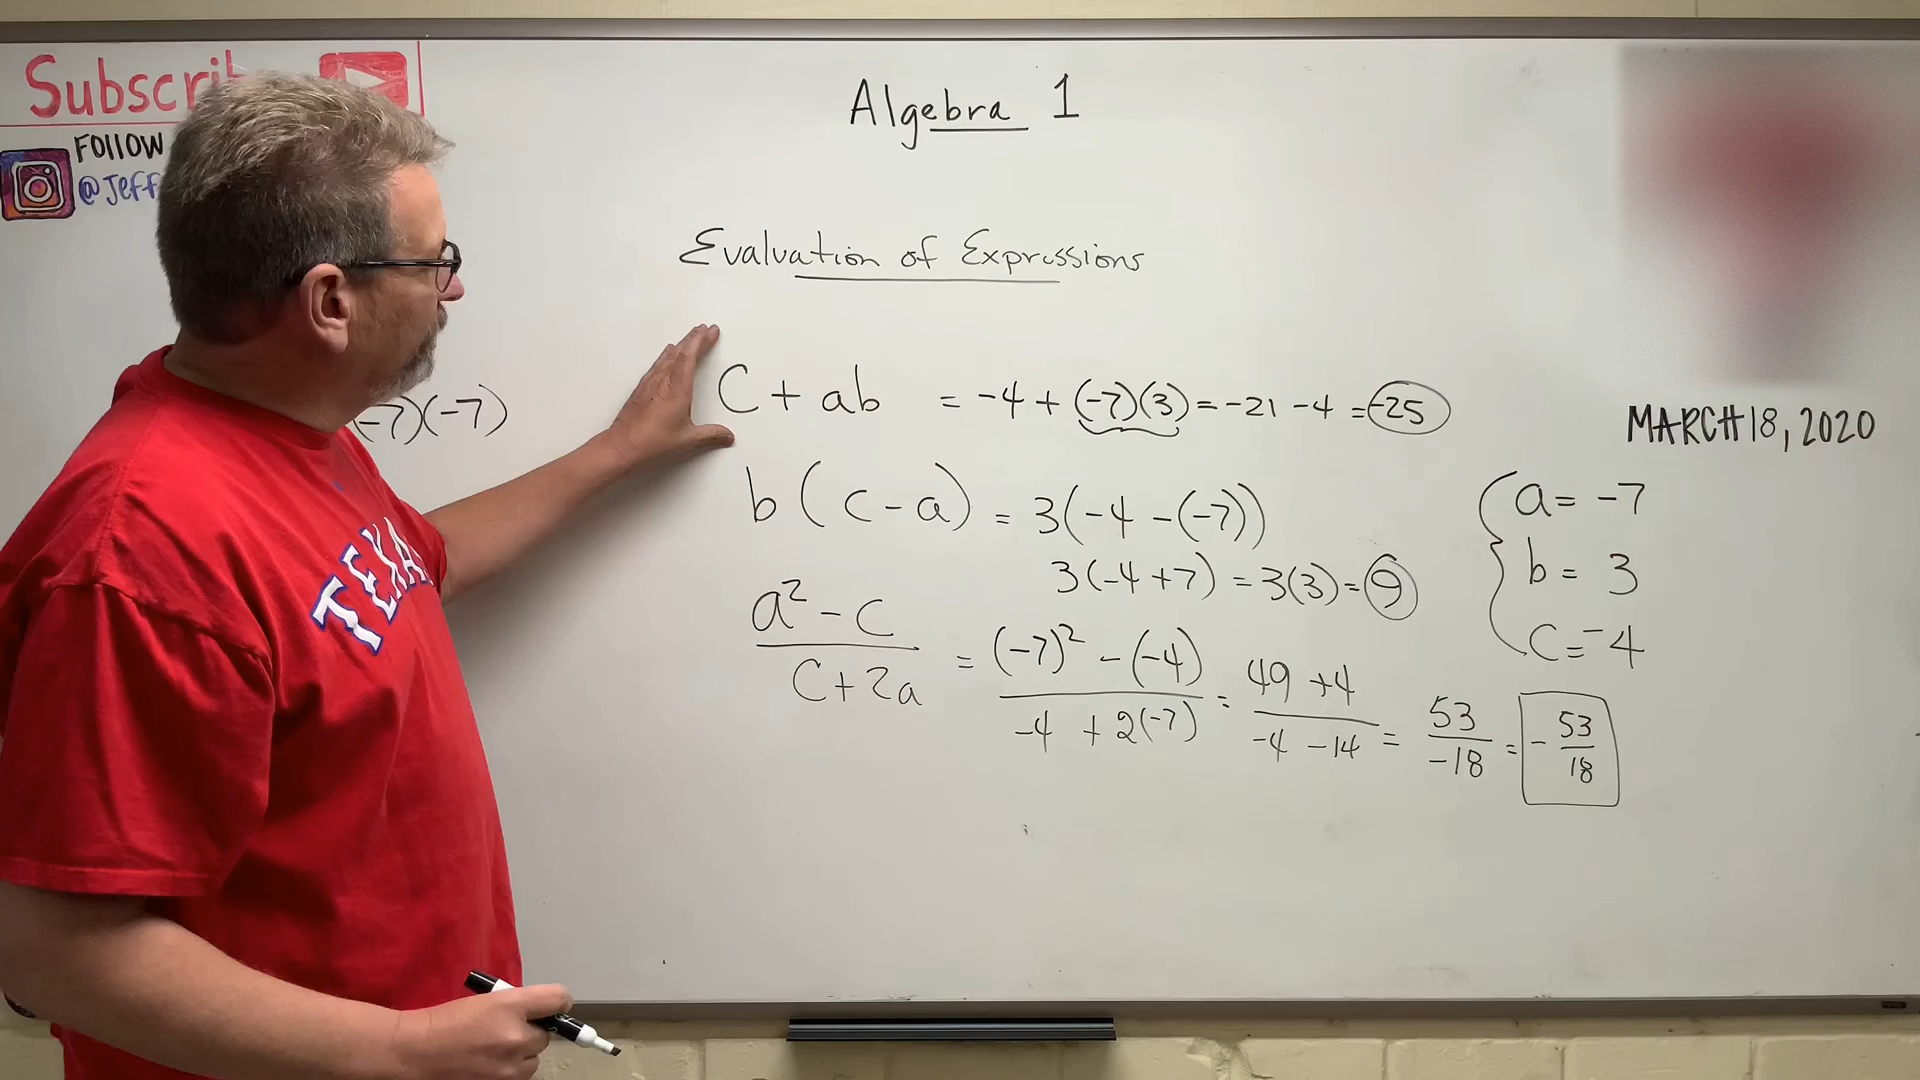 Algebra 1
FOLLOW
Evaluation of Expressions
(-7)(-7)
C + ab = -4 + (-7)(3) = -21 - 4 = -25
MARCH 18, 2020
b(c - a) = 3(-4 - (-7))
3(-4 + 7) = 3(3) = 9
a² - c / C + 2a = (-7)² - (-4) / -4 + 2(-7) = 49 + 4 / -4 - 14 = 53 / -18 = - 53 / 18
a = -7
b = 3
C = -4